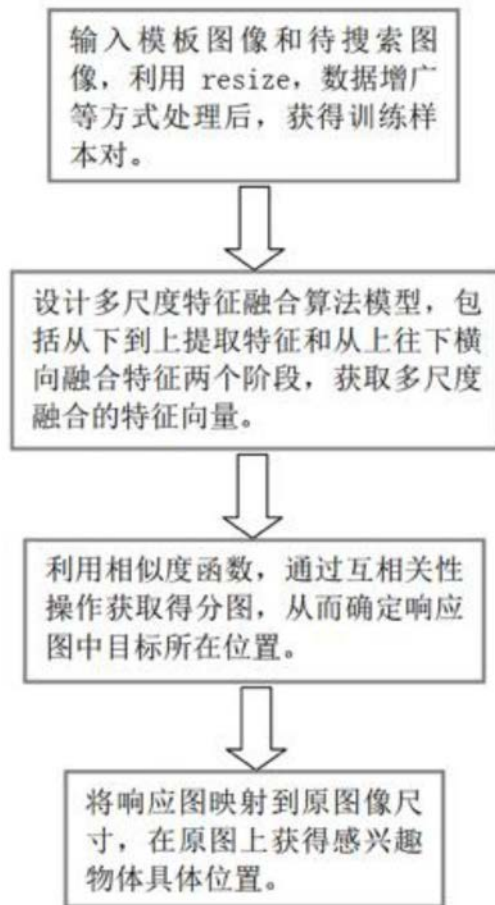 输入模板图像和待搜索图
像，利用 resize，数据增广
等方式处理后，获得训练样
本对。
设计多尺度特征融合算法模型，包
括从下到上提取特征和从上往下横
向融合特征两个阶段，获取多尺度
融合的特征向量。
利用相似度函数，通过互相关性
操作获取得分图，从而确定响应
图中目标所在位置。
将响应图映射到原图像尺
寸，在原图上获得感兴趣
物体具体位置。